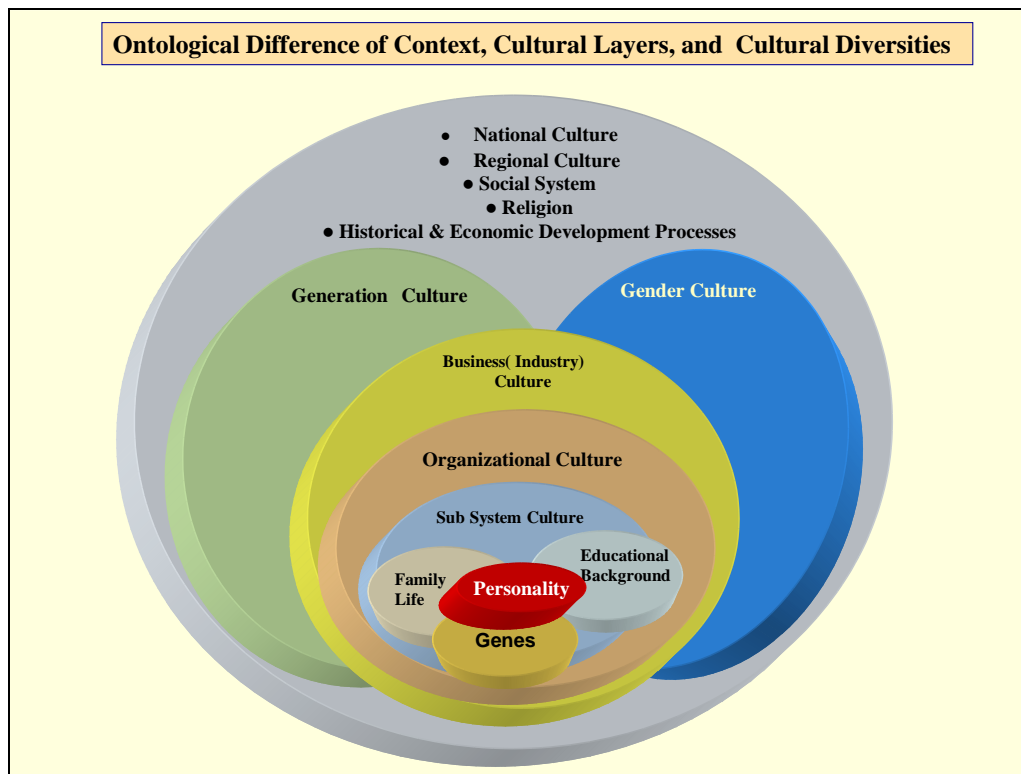 Ontological Difference of Context, Cultural Layers, and Cultural Diversities
● National Culture
● Regional Culture
● Social System
● Religion
● Historical & Economic Development Processes
Generation Culture
Gender Culture
Business( Industry)
Culture
Organizational Culture
Sub System Culture
Family
Life
Personality
Educational
Background
Genes